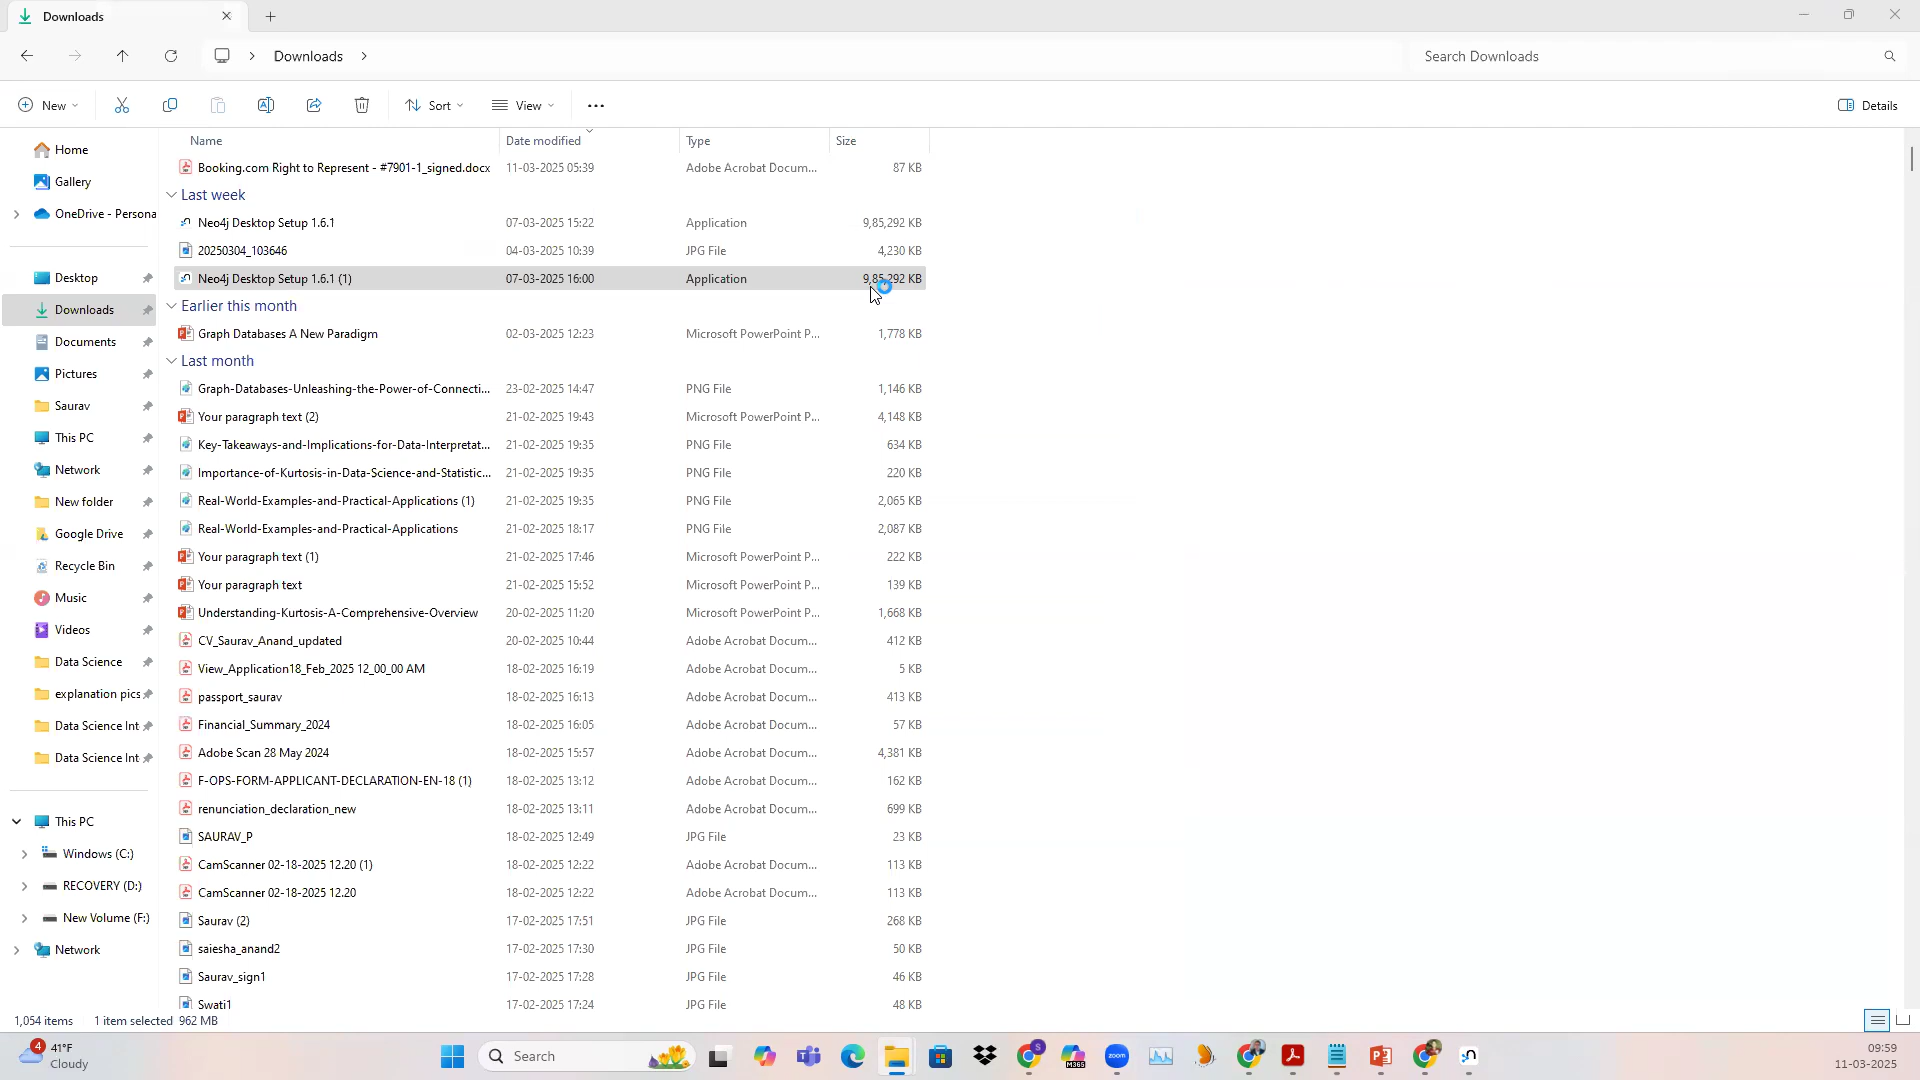 Downloads
Downloads
Search Downloads
New
Sort
View
Details
Name
Date modified
Type
Size
Booking.com Right to Represent - #7901-1_signed.docx 11-03-2025 05:39 Adobe Acrobat Docum... 87 KB
Last week
Neo4j Desktop Setup 1.6.1 07-03-2025 15:22 Application 9,85,292 KB
20250304_103646 04-03-2025 10:39 JPG File 4,230 KB
Neo4j Desktop Setup 1.6.1 (1) 07-03-2025 16:00 Application 9,85,292 KB
Earlier this month
Graph Databases A New Paradigm 02-03-2025 12:23 Microsoft PowerPoint P... 1,778 KB
Last month
Graph-Databases-Unleashing-the-Power-of-Connecti... 23-02-2025 14:47 PNG File 1,146 KB
Your paragraph text (2) 21-02-2025 19:43 Microsoft PowerPoint P... 4,148 KB
Key-Takeaways-and-Implications-for-Data-Interpretat... 21-02-2025 19:35 PNG File 634 KB
Importance-of-Kurtosis-in-Data-Science-and-Statistic... 21-02-2025 19:35 PNG File 220 KB
Real-World-Examples-and-Practical-Applications (1) 21-02-2025 19:35 PNG File 2,065 KB
Real-World-Examples-and-Practical-Applications 21-02-2025 18:17 PNG File 2,087 KB
Your paragraph text (1) 21-02-2025 17:46 Microsoft PowerPoint P... 222 KB
Your paragraph text 21-02-2025 15:52 Microsoft PowerPoint P... 139 KB
Understanding-Kurtosis-A-Comprehensive-Overview 20-02-2025 11:20 Microsoft PowerPoint P... 1,668 KB
CV_Saurav_Anand_updated 20-02-2025 10:44 Adobe Acrobat Docum... 412 KB
View_Application18_Feb_2025 12_00_00 AM 18-02-2025 16:19 Adobe Acrobat Docum... 5 KB
passport_saurav 18-02-2025 16:13 Adobe Acrobat Docum... 413 KB
Financial_Summary_2024 18-02-2025 16:05 Adobe Acrobat Docum... 57 KB
Adobe Scan 28 May 2024 18-02-2025 15:57 Adobe Acrobat Docum... 4,381 KB
F-OPS-FORM-APPLICANT-DECLARATION-EN-18 (1) 18-02-2025 13:12 Adobe Acrobat Docum... 162 KB
renunciation_declaration_new 18-02-2025 13:11 Adobe Acrobat Docum... 699 KB
SAURAV_P 18-02-2025 12:49 JPG File 23 KB
CamScanner 02-18-2025 12.20 (1) 18-02-2025 12:22 Adobe Acrobat Docum... 113 KB
CamScanner 02-18-2025 12.20 18-02-2025 12:22 Adobe Acrobat Docum... 113 KB
Saurav (2) 17-02-2025 17:51 JPG File 268 KB
saiesha_anand2 17-02-2025 17:30 JPG File 50 KB
Saurav_sign1 17-02-2025 17:28 JPG File 46 KB
Swati1 17-02-2025 17:24 JPG File 48 KB
Home
Gallery
OneDrive - Persona
Desktop
Downloads
Documents
Pictures
Saurav
This PC
Network
New folder
Google Drive
Recycle Bin
Music
Videos
Data Science
explanation pics
Data Science Int
Data Science Int
This PC
Windows (C:)
RECOVERY (D:)
New Volume (F:)
Network
1,054 items 1 item selected 962 MB
4
41°F
Cloudy
Search
S
M365
zoom
09:59
11-03-2025